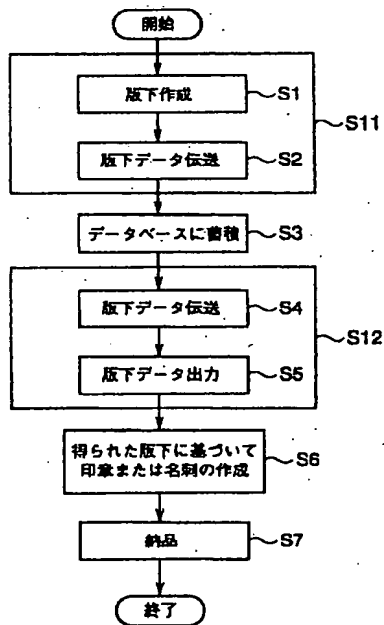 開始
版下作成
S1
版下データ伝送
S2
S11
データベースに蓄積
S3
版下データ伝送
S4
版下データ出力
S5
S12
得られた版下に基づいて
印章または名刺の作成
S6
納品
S7
終了